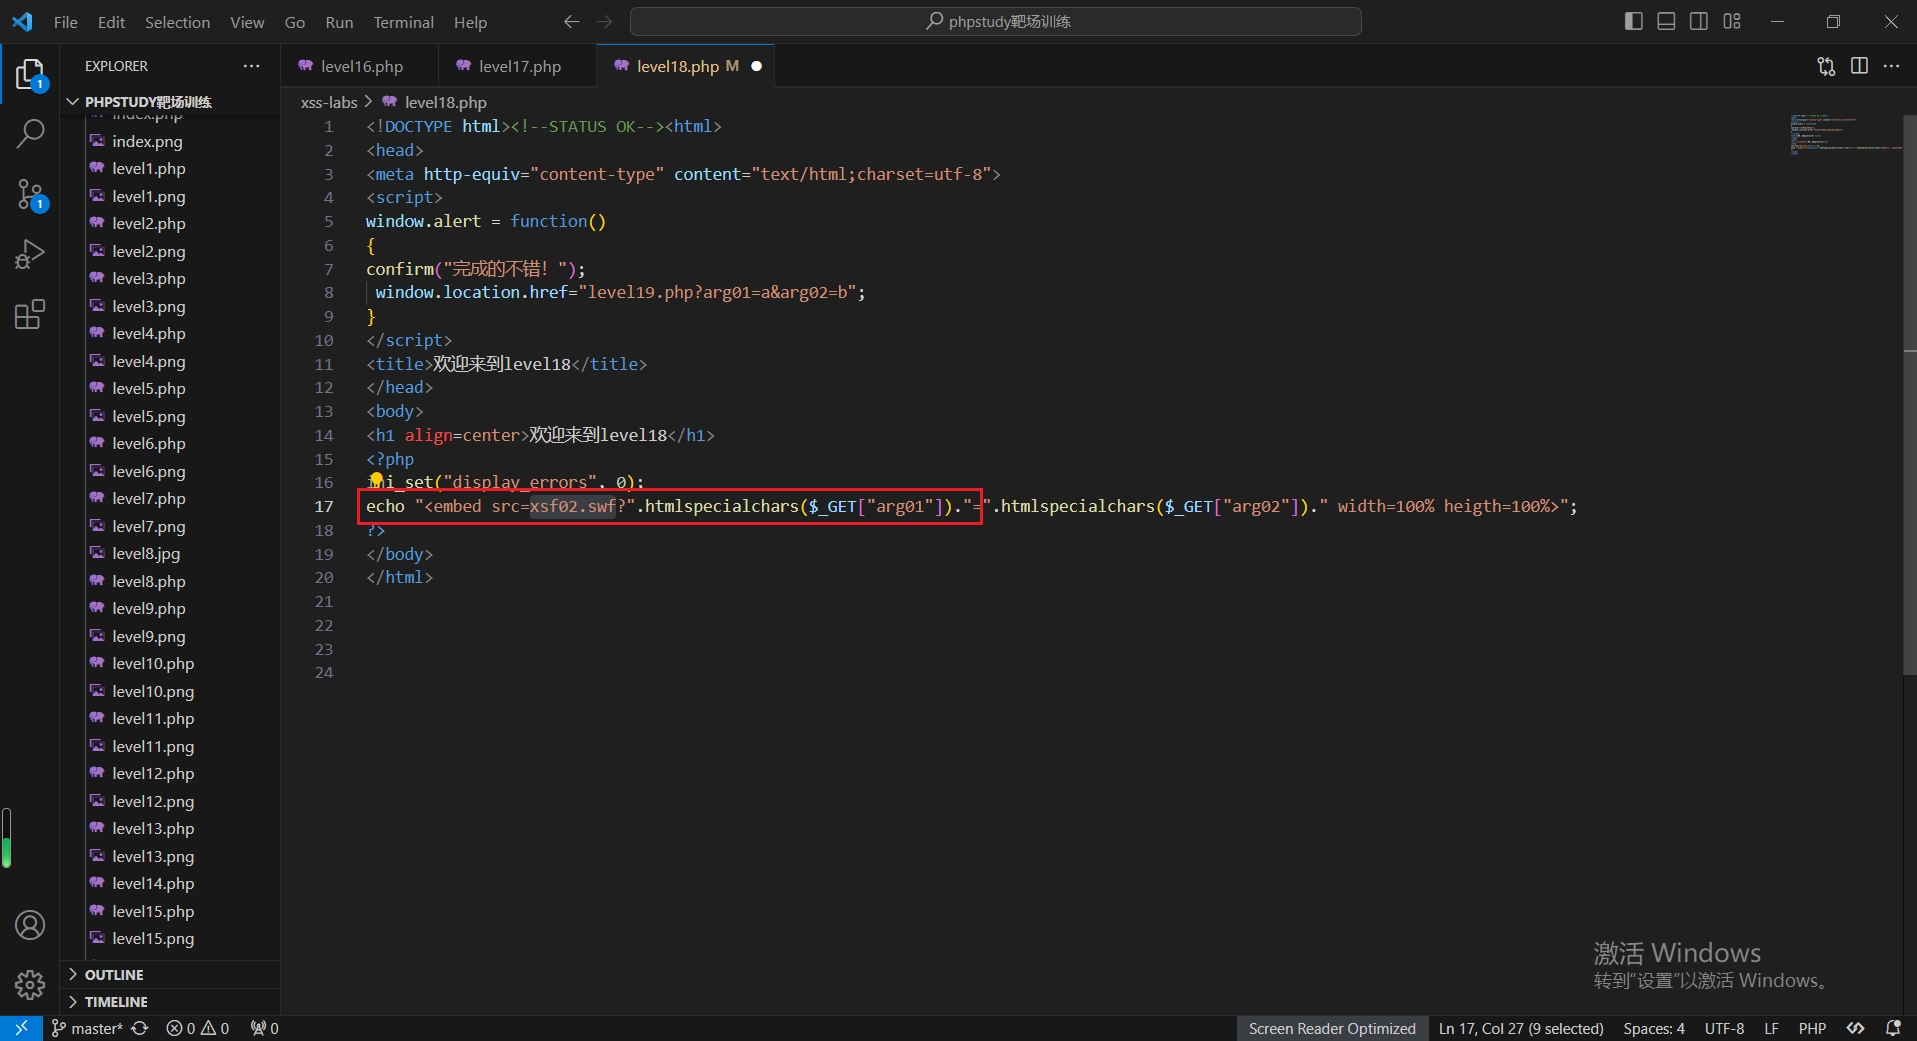 File Edit Selection View Go Run Terminal Help
phpstudy靶场训练
EXPLORER
PHPSTUDY靶场训练
index.php
index.png
level1.php
level1.png
level2.php
level2.png
level3.php
level3.png
level4.php
level4.png
level5.php
level5.png
level6.php
level6.png
level7.php
level7.png
level8.jpg
level8.php
level9.php
level9.png
level10.php
level10.png
level11.php
level11.png
level12.php
level12.png
level13.php
level13.png
level14.php
level15.php
level15.png
OUTLINE
TIMELINE
1
1
level16.php
level17.php
level18.php M
xss-labs > level18.php
1 <!DOCTYPE html><!--STATUS OK--><html>
2 <head>
3 <meta http-equiv="content-type" content="text/html;charset=utf-8">
4 <script>
5 window.alert = function()
6 {
7 confirm("完成的不错！");
8 window.location.href="level19.php?arg01=a&arg02=b";
9 }
10 </script>
11 <title>欢迎来到level18</title>
12 </head>
13 <body>
14 <h1 align=center>欢迎来到level18</h1>
15 <?php
16 ini_set("display_errors", 0);
17 echo "<embed src=xsf02.swf?".htmlspecialchars($_GET["arg01"])."=".htmlspecialchars($_GET["arg02"])." width=100% heigth=100%>";
18 ?>
19 </body>
20 </html>
21
22
23
24
激活 Windows
转到“设置”以激活 Windows。
master* 0 0 0
Screen Reader Optimized Ln 17, Col 27 (9 selected) Spaces: 4 UTF-8 LF PHP